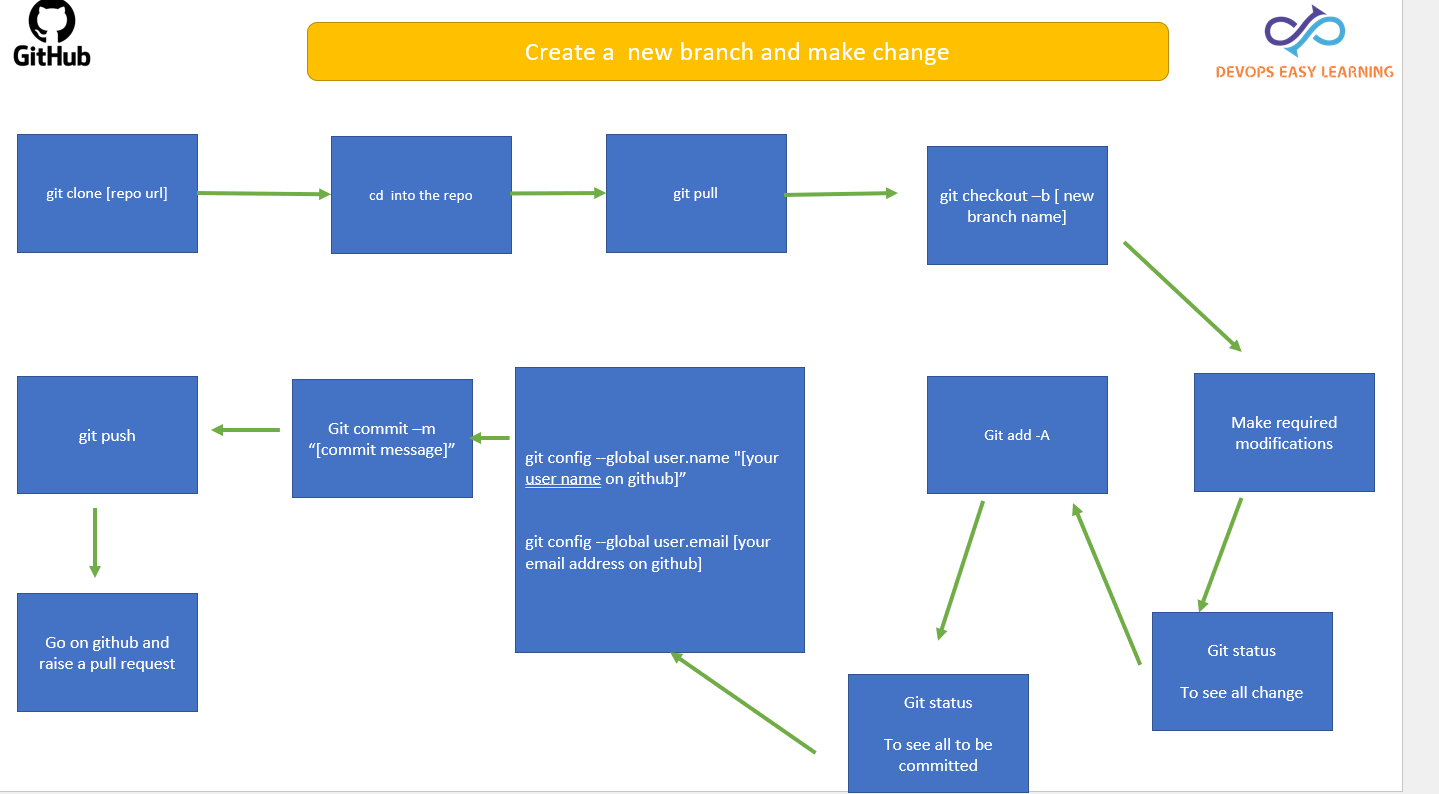 GitHub
Create a  new branch and make change
DEVOPS EASY LEARNING
git clone [repo url]
cd  into the repo
git pull
git checkout –b [ new
branch name]
Make required
modifications
Git status
To see all change
Git add -A
Git status
To see all to be
committed
git config --global user.name "[your
user name on github]”
git config --global user.email [your
email address on github]
Git commit –m
“[commit message]”
git push
Go on github and
raise a pull request